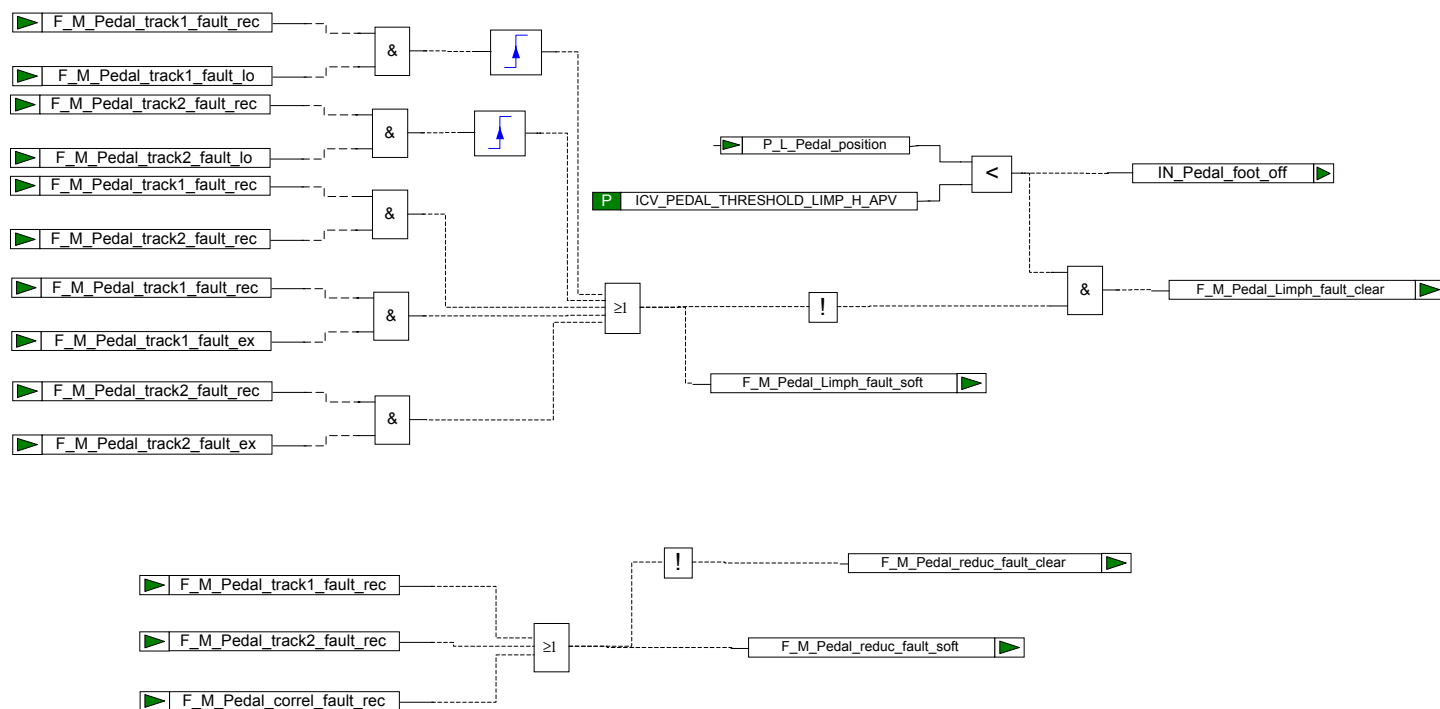 F_M_Pedal_track1_fault_rec
&
F_M_Pedal_track1_fault_lo
F_M_Pedal_track2_fault_rec
&
F_M_Pedal_track2_fault_lo
F_M_Pedal_track1_fault_rec
&
F_M_Pedal_track2_fault_rec
F_M_Pedal_track1_fault_rec
&
F_M_Pedal_track1_fault_ex
F_M_Pedal_track2_fault_rec
&
F_M_Pedal_track2_fault_ex
≥1
P_L_Pedal_position
P ICV_PEDAL_THRESHOLD_LIMP_H_APV
<
IN_Pedal_foot_off
!
&
F_M_Pedal_Limph_fault_clear
F_M_Pedal_Limph_fault_soft
F_M_Pedal_track1_fault_rec
F_M_Pedal_track2_fault_rec
F_M_Pedal_correl_fault_rec
≥1
!
F_M_Pedal_reduc_fault_clear
F_M_Pedal_reduc_fault_soft